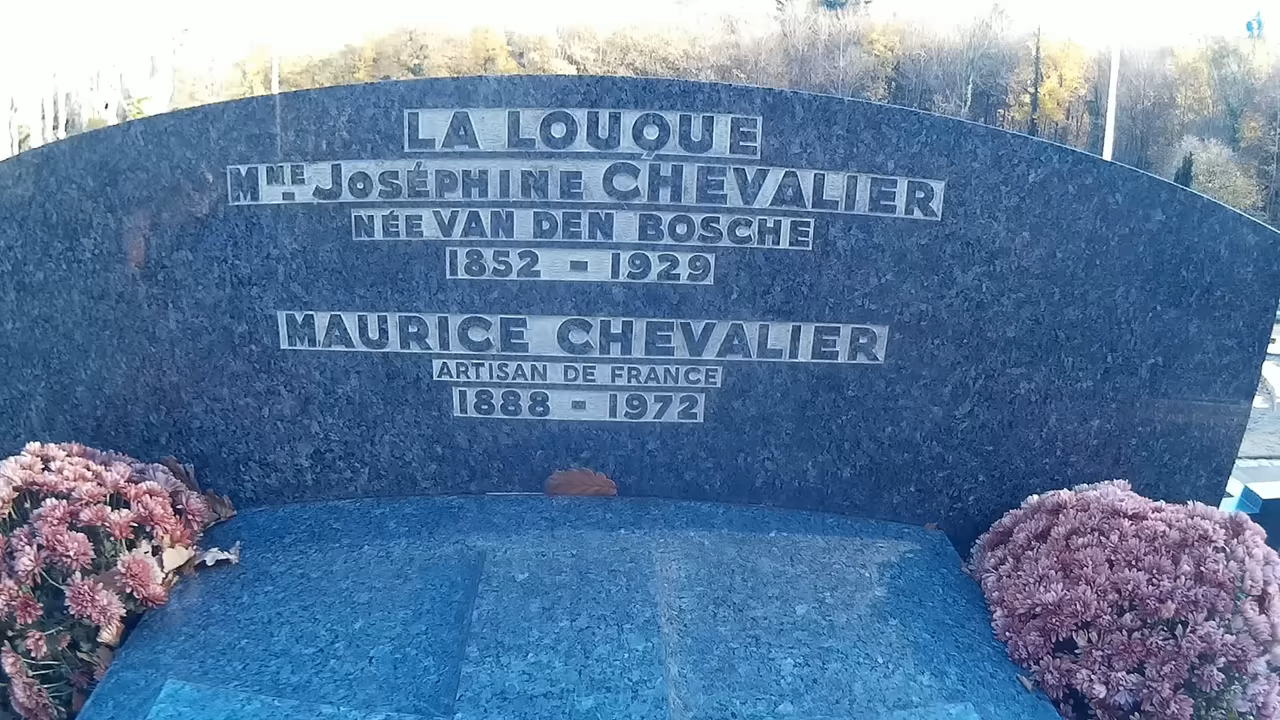 LA LOUQUE
MME JOSÉPHINE CHEVALIER
NÉE VAN DEN BOSCHE
1852 - 1929
MAURICE CHEVALIER
ARTISAN DE FRANCE
1888 - 1972